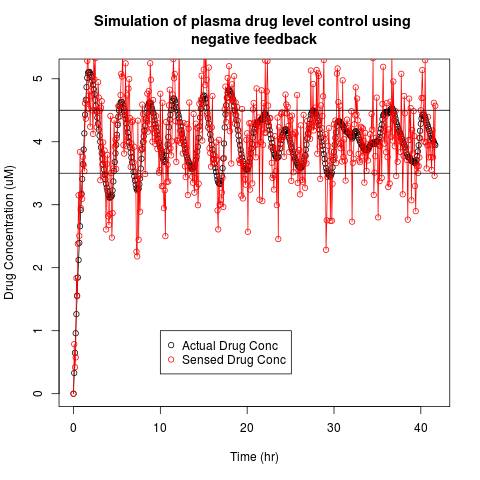 Simulation of plasma drug level control using
negative feedback
Drug Concentration (uM)
5
4
3
2
1
0
Actual Drug Conc
Sensed Drug Conc
0 10 20 30 40
Time (hr)